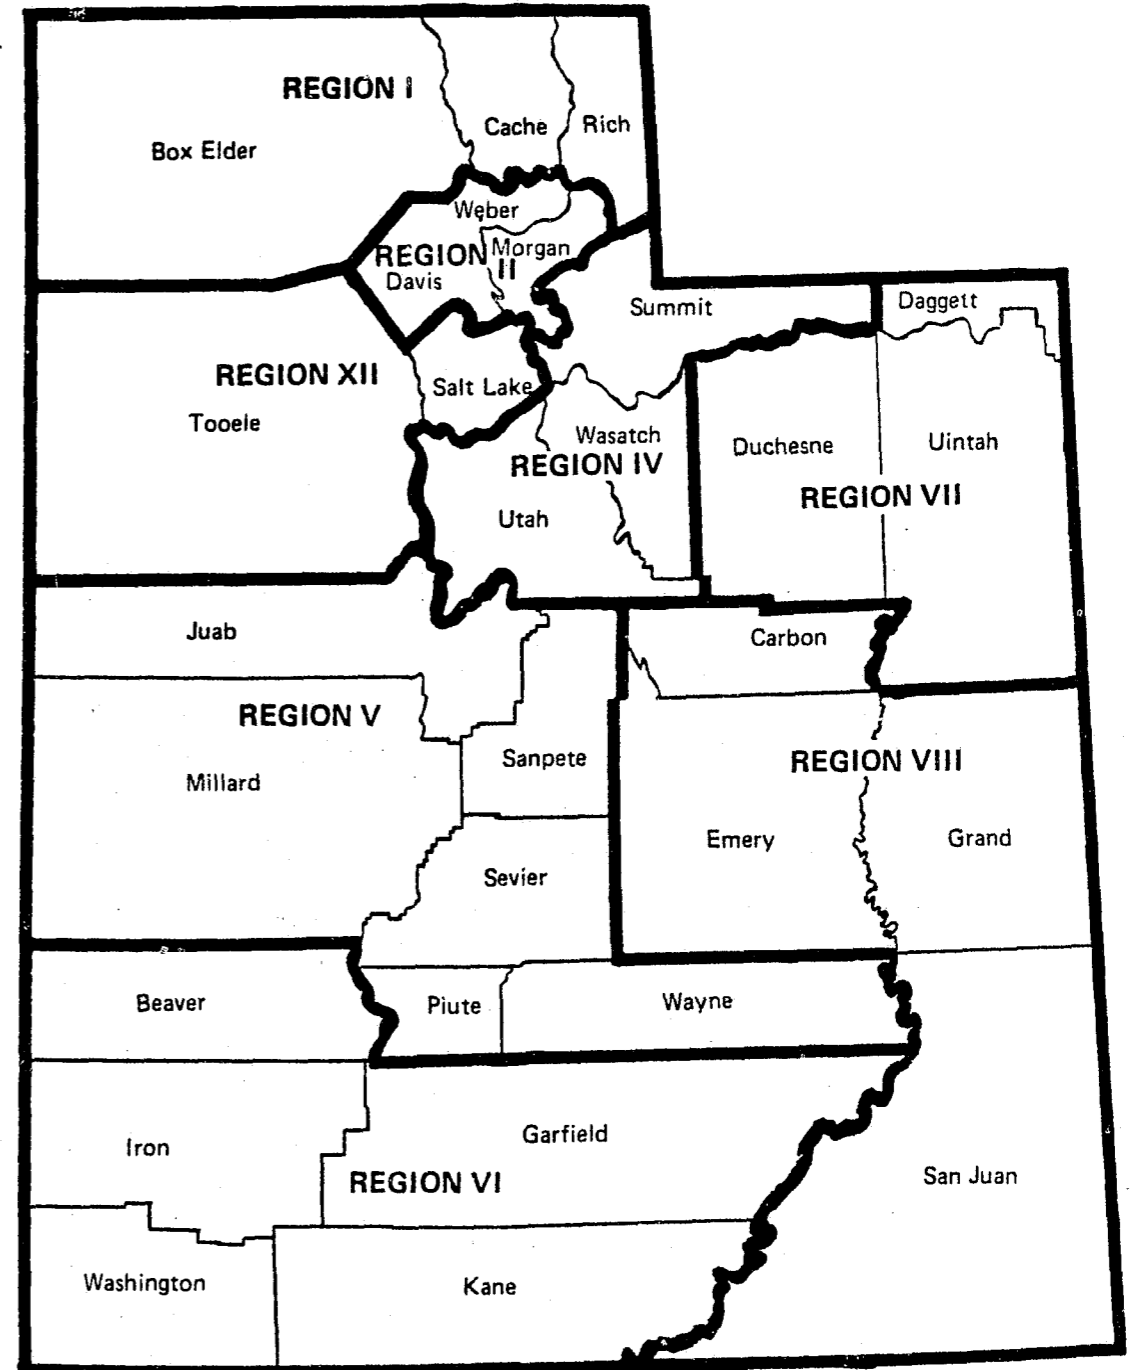 REGION I
Cache
Rich
Box Elder
Weber
REGION II
Morgan
Davis
Summit
Daggett
REGION XII
Salt Lake
Tooele
Wasatch
Duchesne
Uintah
REGION IV
REGION VII
Utah
Juab
Carbon
REGION V
Sanpete
REGION VIII
Millard
Emery
Grand
Sevier
Beaver
Piute
Wayne
Iron
Garfield
REGION VI
San Juan
Washington
Kane